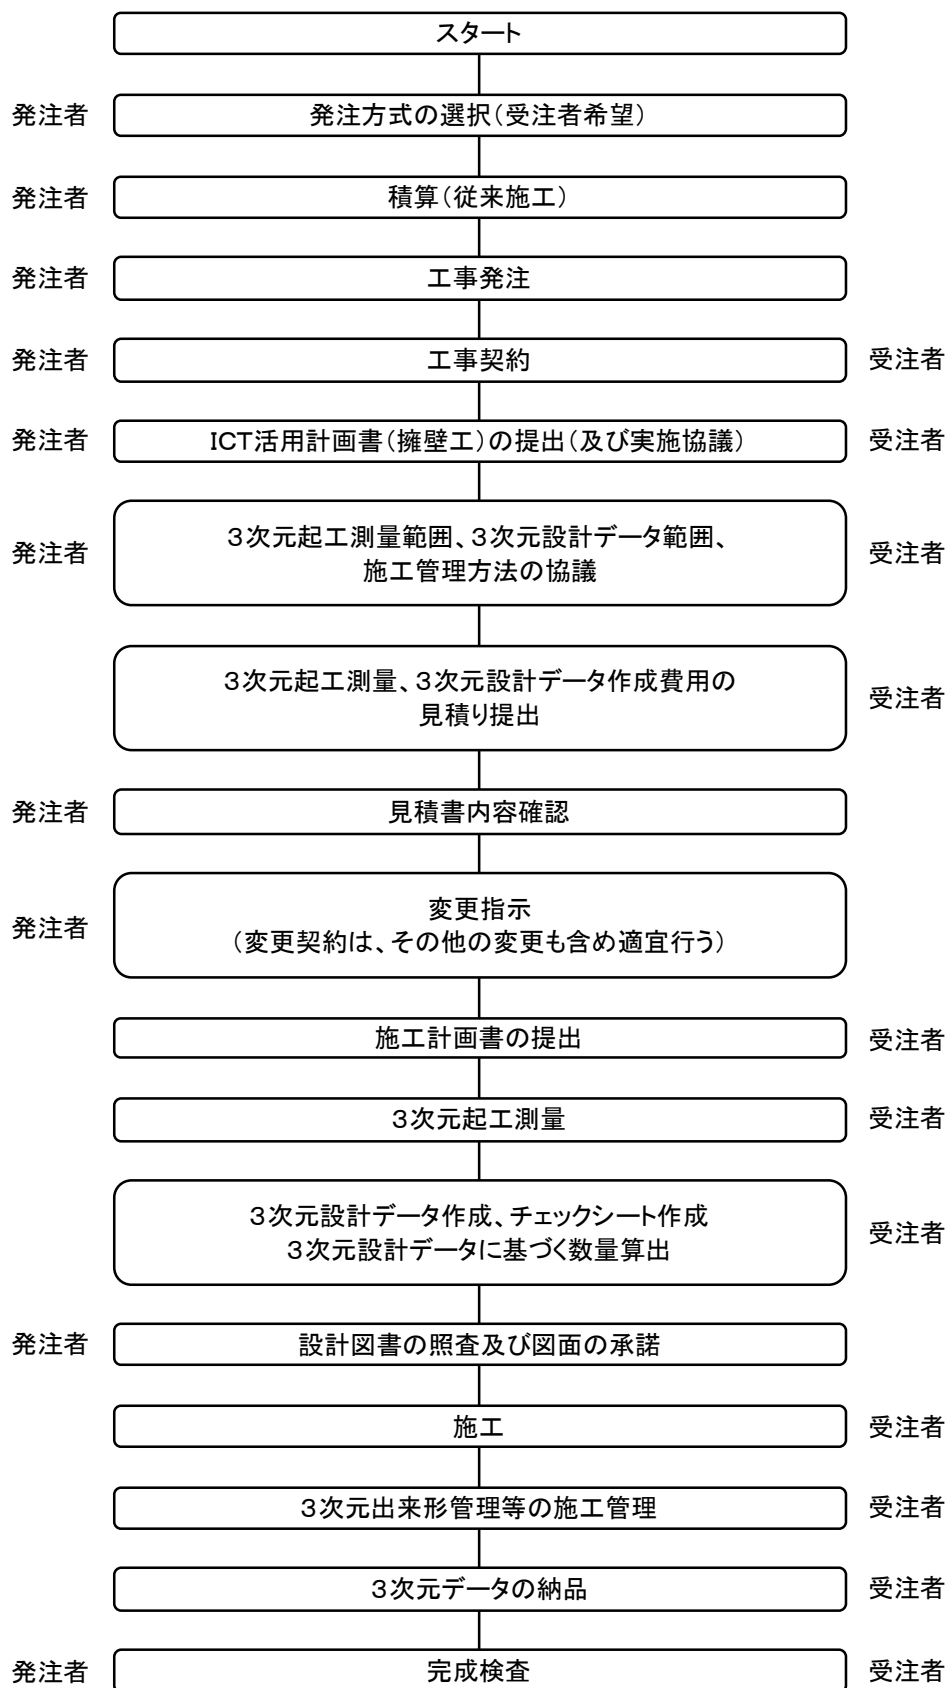 スタート
発注者 発注方式の選択(受注者希望)
発注者 積算(従来施工)
発注者 工事発注
発注者 工事契約 受注者
発注者 ICT活用計画書(擁壁工)の提出(及び実施協議) 受注者
発注者 3次元起工測量範囲、3次元設計データ範囲、 受注者
施工管理方法の協議
3次元起工測量、3次元設計データ作成費用の 受注者
見積り提出
発注者 見積書内容確認
発注者 変更指示
(変更契約は、その他の変更も含め適宜行う)
施工計画書の提出 受注者
3次元起工測量 受注者
3次元設計データ作成、チェックシート作成 受注者
3次元設計データに基づく数量算出
発注者 設計図書の照査及び図面の承諾
施工 受注者
3次元出来形管理等の施工管理 受注者
3次元データの納品 受注者
発注者 完成検査 受注者